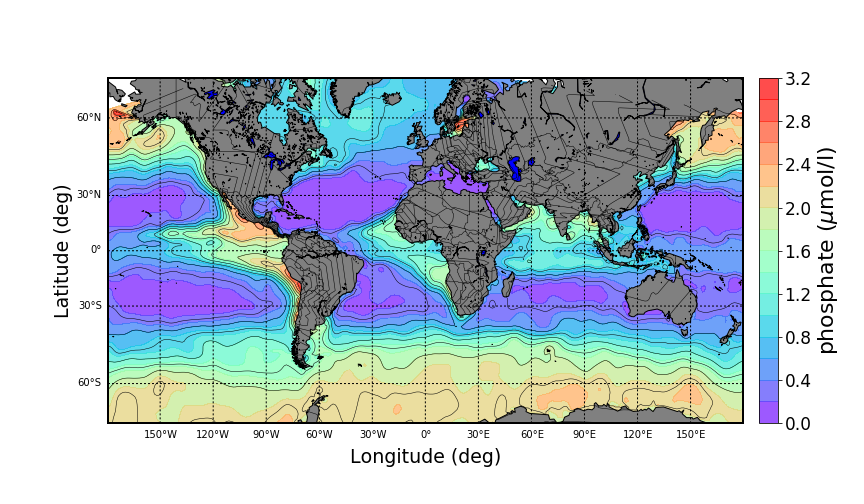 60°N
30°N
0°
30°S
60°S
Latitude (deg)
150°W 120°W 90°W 60°W 30°W 0° 30°E 60°E 90°E 120°E 150°E
Longitude (deg)
3.2
2.8
2.4
2.0
1.6
1.2
0.8
0.4
0.0
phosphate (μmol/l)